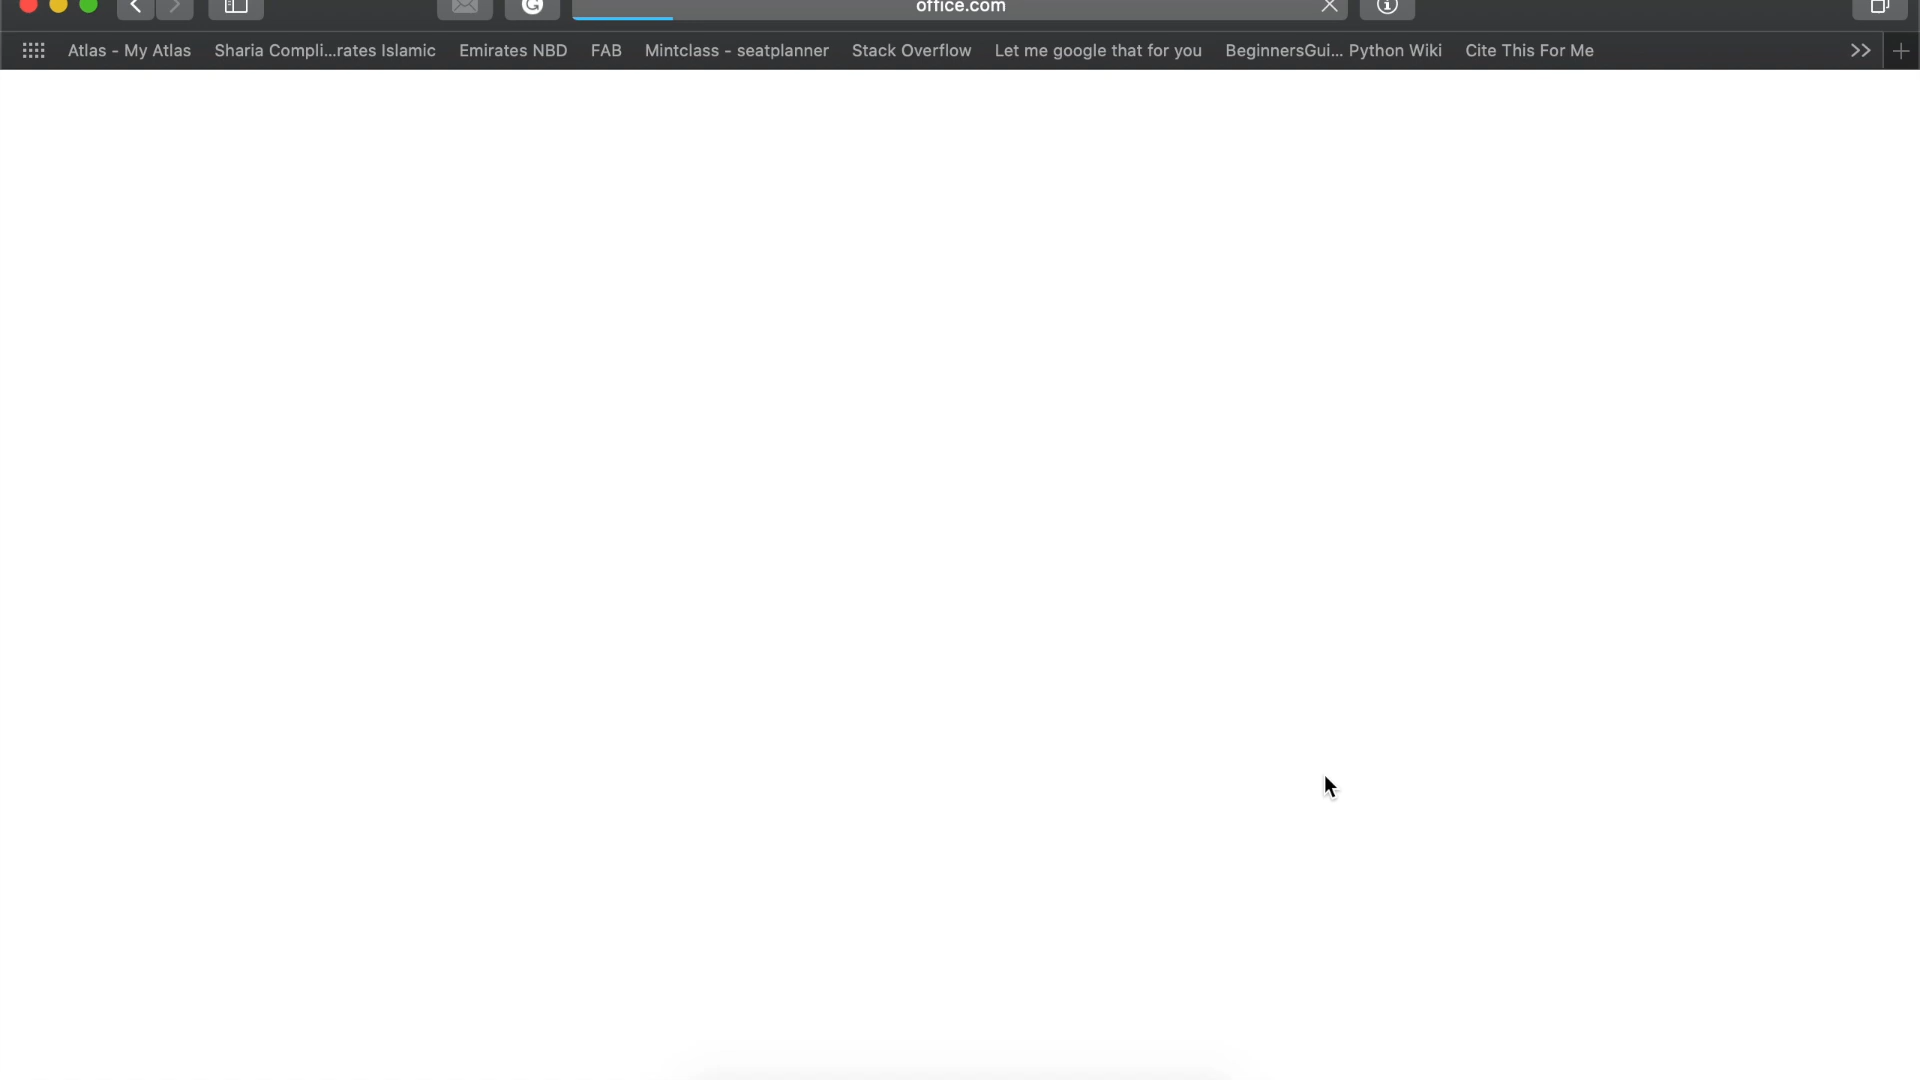 office.com
Atlas - My Atlas Sharia Compli...rates Islamic Emirates NBD FAB Mintclass - seatplanner Stack Overflow Let me google that for you BeginnersGui... Python Wiki Cite This For Me